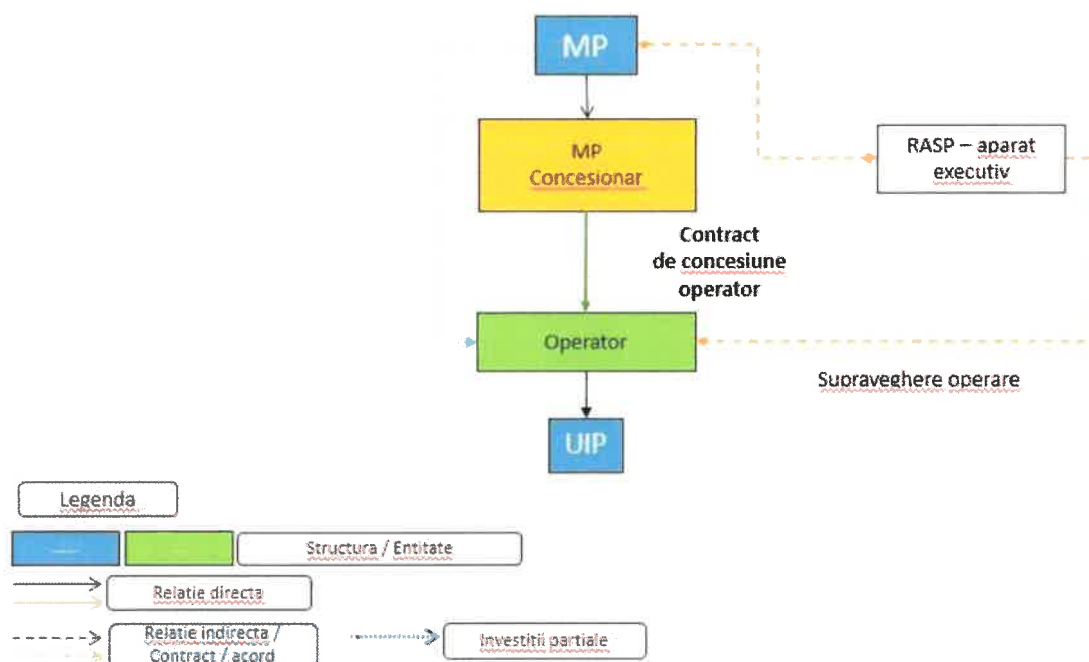 MP
MP
Concesionar
RASP – aparat
executiv
Contract
de concesiune
operator
Operator
Supraveghere operare
UIP
Legenda
Structura / Entitate
Relatie directa
Relatie indirecta /
Contract / acord
Investitii partiale